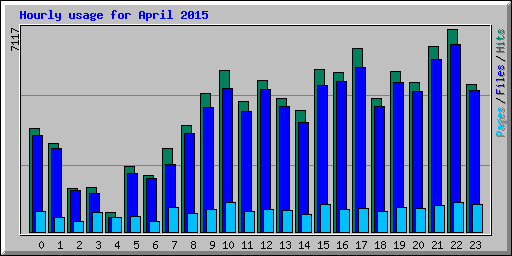 Hourly usage for April 2015
7117
Pages / Files / Hits
0 1 2 3 4 5 6 7 8 9 10 11 12 13 14 15 16 17 18 19 20 21 22 23